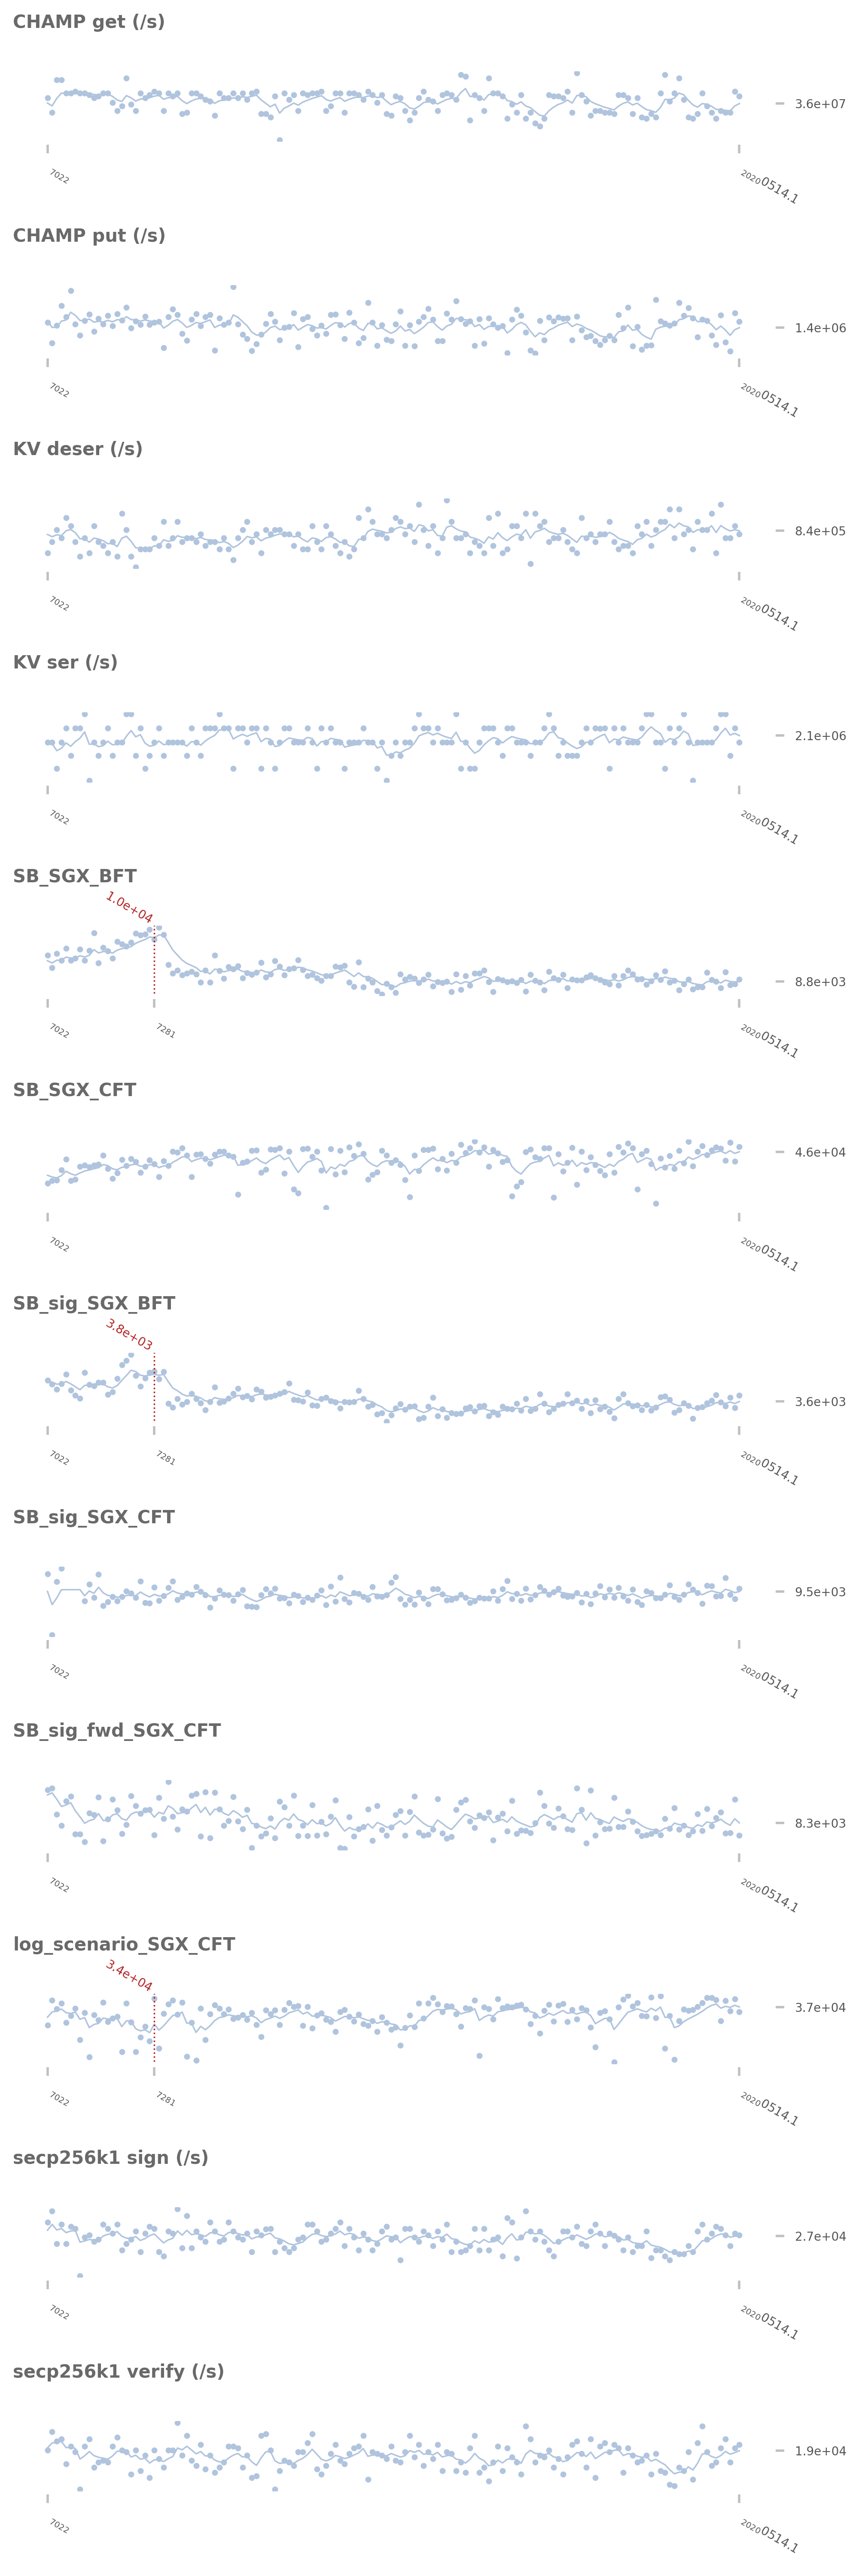 CHAMP get (/s)
3.6e+07
7022
20200514.1
CHAMP put (/s)
1.4e+06
7022
20200514.1
KV deser (/s)
8.4e+05
7022
20200514.1
KV ser (/s)
2.1e+06
7022
20200514.1
SB_SGX_BFT
1.0e+04
8.8e+03
7022
7281
20200514.1
SB_SGX_CFT
4.6e+04
7022
20200514.1
SB_sig_SGX_BFT
3.8e+03
3.6e+03
7022
7281
20200514.1
SB_sig_SGX_CFT
9.5e+03
7022
20200514.1
SB_sig_fwd_SGX_CFT
8.3e+03
7022
20200514.1
log_scenario_SGX_CFT
3.4e+04
3.7e+04
7022
7281
20200514.1
secp256k1 sign (/s)
2.7e+04
7022
20200514.1
secp256k1 verify (/s)
1.9e+04
7022
20200514.1